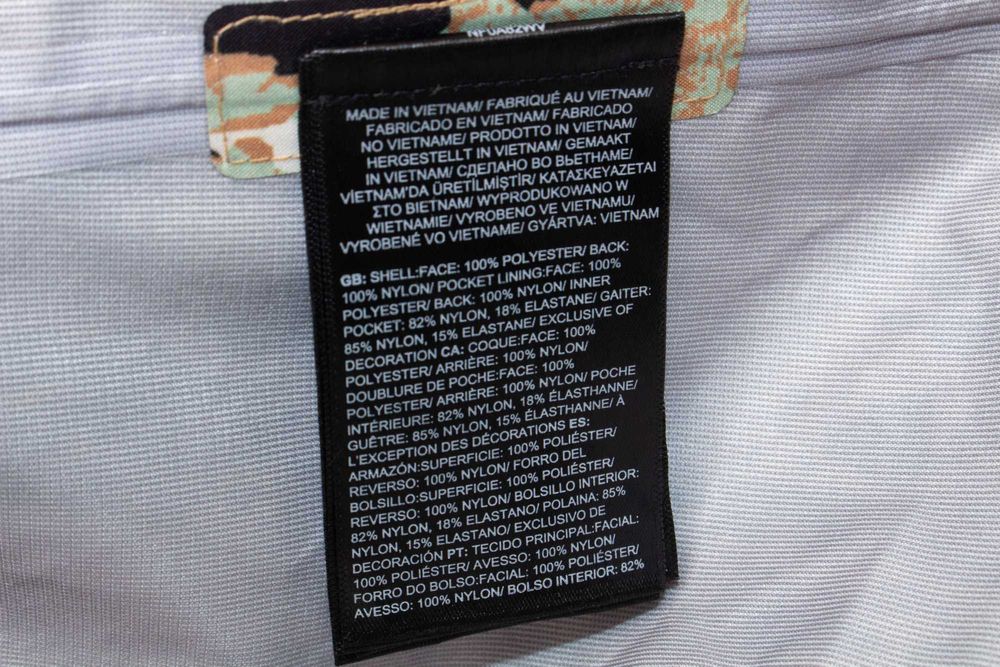 NF0A82WV
MADE IN VIETNAM/ FABRIQUÉ AU VIETNAM/
FABRICADO EN VIETNAM/ FABRICADO
NO VIETNAME/ PRODOTTO IN VIETNAM/
HERGESTELLT IN VIETNAM/ GEMAAKT
IN VIETNAM/ СДЕЛАНО ВО ВЬЕТНАМЕ/
VİETNAM'DA ÜRETİLMİŞTİR/ ΚΑΤΑΣΚΕΥΑΖΕΤΑΙ
ΣΤΟ ΒΙΕΤΝΑΜ/ WYPRODUKOWANO W
WIETNAMIE/ VYROBENO VE VIETNAMU/
VYROBENÉ VO VIETNAME/ GYÁRTVA: VIETNAM
GB: SHELL:FACE: 100% POLYESTER/ BACK:
100% NYLON/ POCKET LINING:FACE: 100%
POLYESTER/ BACK: 100% NYLON/ INNER
POCKET: 82% NYLON, 18% ELASTANE/ GAITER:
85% NYLON, 15% ELASTANE/ EXCLUSIVE OF
DECORATION CA: COQUE:FACE: 100%
POLYESTER/ ARRIÈRE: 100% NYLON/
DOUBLURE DE POCHE:FACE: 100%
POLYESTER/ ARRIÈRE: 100% NYLON/ POCHE
INTÉRIEURE: 82% NYLON, 18% ÉLASTHANNE/
GUÊTRE: 85% NYLON, 15% ÉLASTHANNE/ À
L'EXCEPTION DES DÉCORATIONS ES:
ARMAZÓN:SUPERFICIE: 100% POLIÉSTER/
REVERSO: 100% NYLON/ FORRO DEL
BOLSILLO:SUPERFICIE: 100% POLIÉSTER/
REVERSO: 100% NYLON/ BOLSILLO INTERIOR:
82% NYLON, 18% ELASTANO/ POLAINA: 85%
NYLON, 15% ELASTANO/ EXCLUSIVO DE
DECORACIÓN PT: TECIDO PRINCIPAL:FACIAL:
100% POLIÉSTER/ AVESSO: 100% NYLON/
FORRO DO BOLSO:FACIAL: 100% POLIÉSTER/
AVESSO: 100% NYLON/ BOLSO INTERIOR: 82%